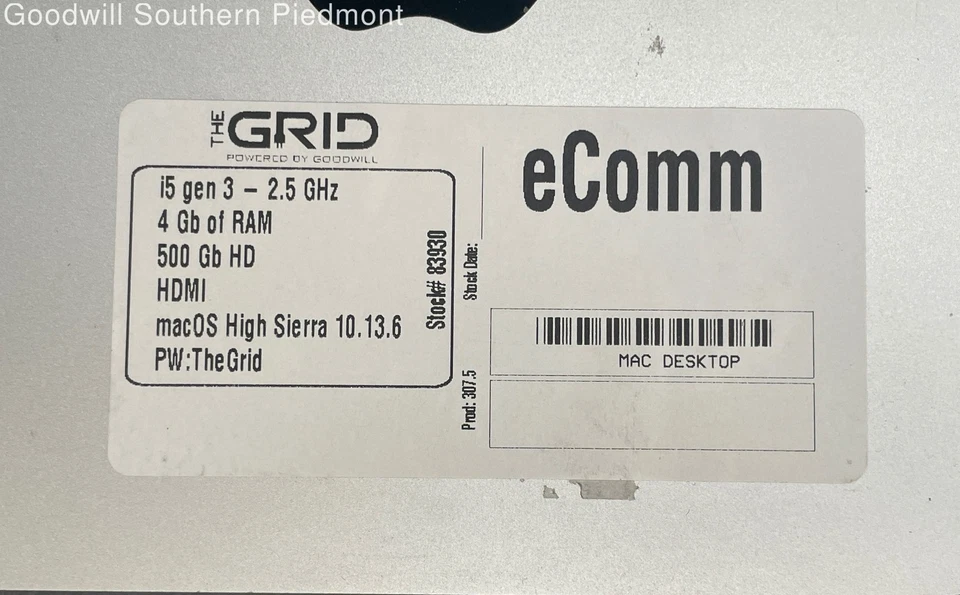 Goodwill Southern Piedmont
THE GRID
POWERED BY GOODWILL
i5 gen 3 – 2.5 GHz
4 Gb of RAM
500 Gb HD
HDMI
macOS High Sierra 10.13.6
PW:TheGrid
Stock# 83930
Stock Date:
Prod: 307.5
eComm
MAC DESKTOP